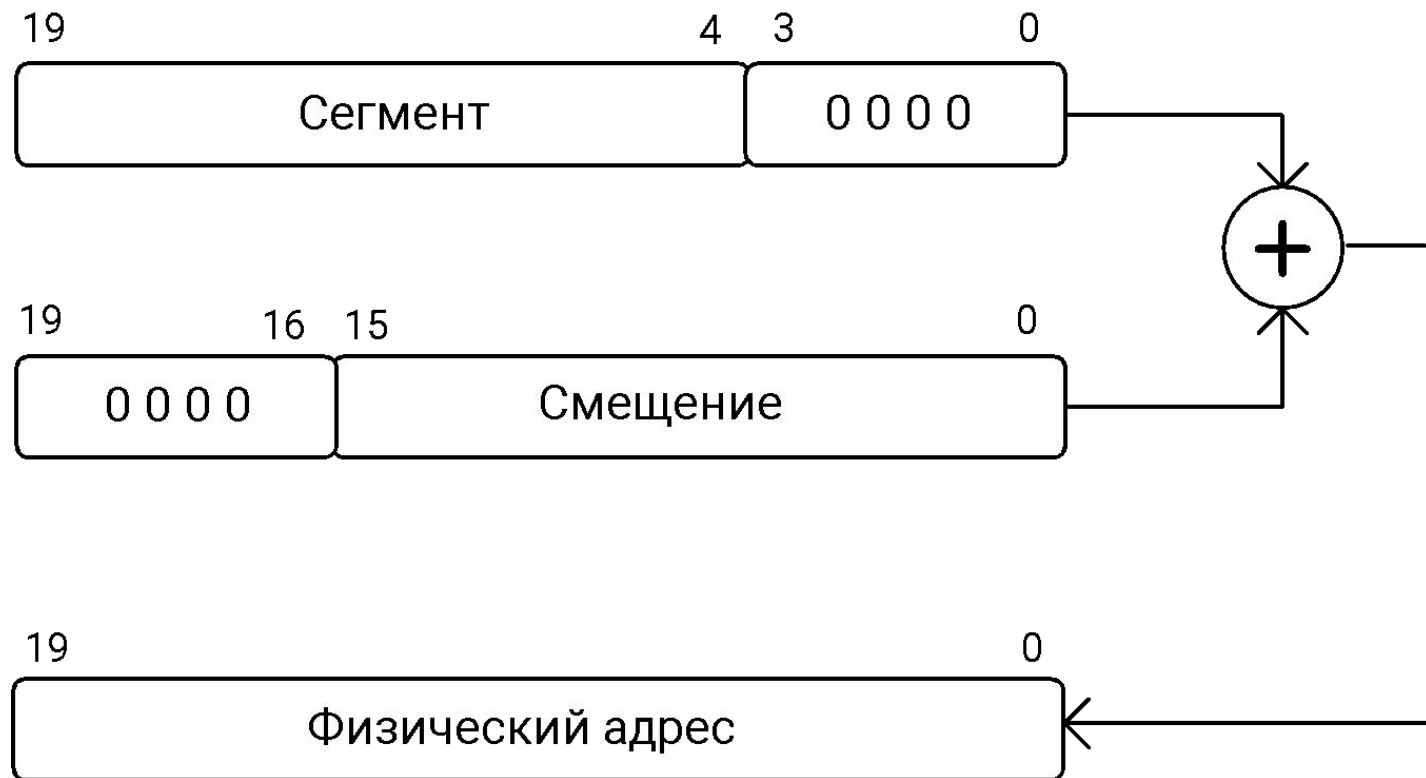 19 4 3 0
Сегмент 0 0 0 0
+
19 16 15 0
0 0 0 0 Смещение
19 0
Физический адрес